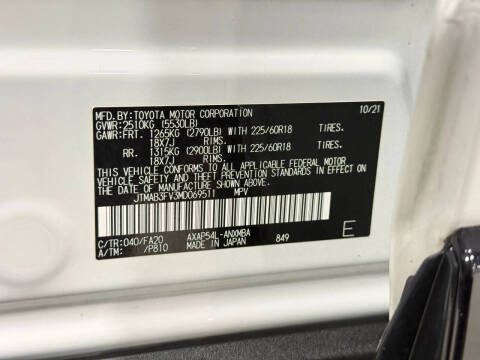 MFD. BY:TOYOTA MOTOR CORPORATION 10/21
GVWR:2510KG (5530LB)
GAWR:FRT. 1265KG (2790LB) WITH 225/60R18 TIRES.
18X7J RIMS.
RR. 1315KG (2900LB) WITH 225/60R18 TIRES.
18X7J RIMS.
THIS VEHICLE CONFORMS TO ALL APPLICABLE FEDERAL MOTOR
VEHICLE SAFETY, BUMPER, AND THEFT PREVENTION STANDARDS
IN EFFECT ON THE DATE OF MANUFACTURE SHOWN ABOVE.
JTMAB3FV3MD069511 MPV
C/TR:040/FA20 AXAP54L-ANXMBA E
A/TM: /P810 MADE IN JAPAN 849